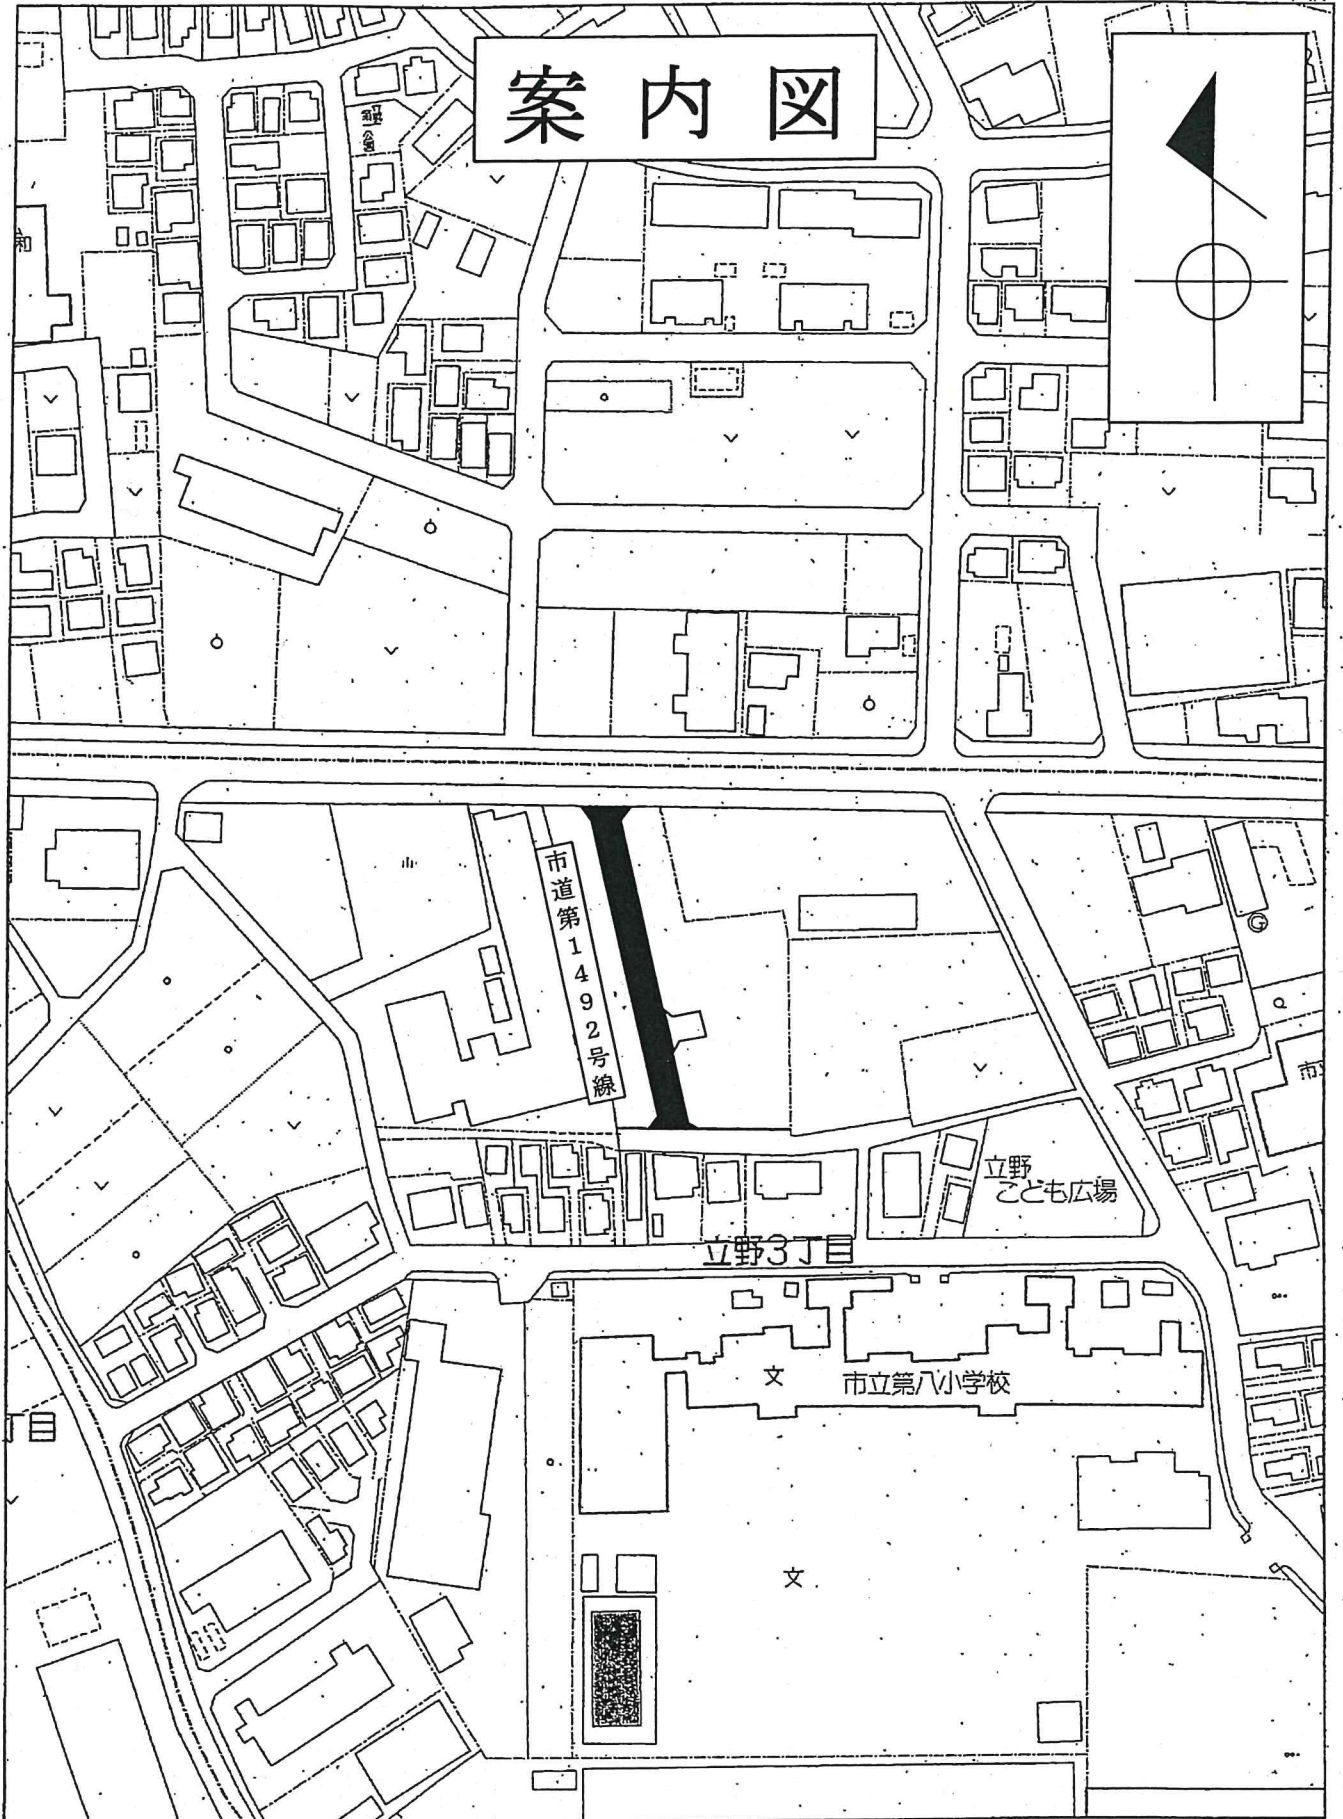 案内図
市道第1492号線
立野
こども広場
立野3丁目
文
市立第八小学校
丁目
文